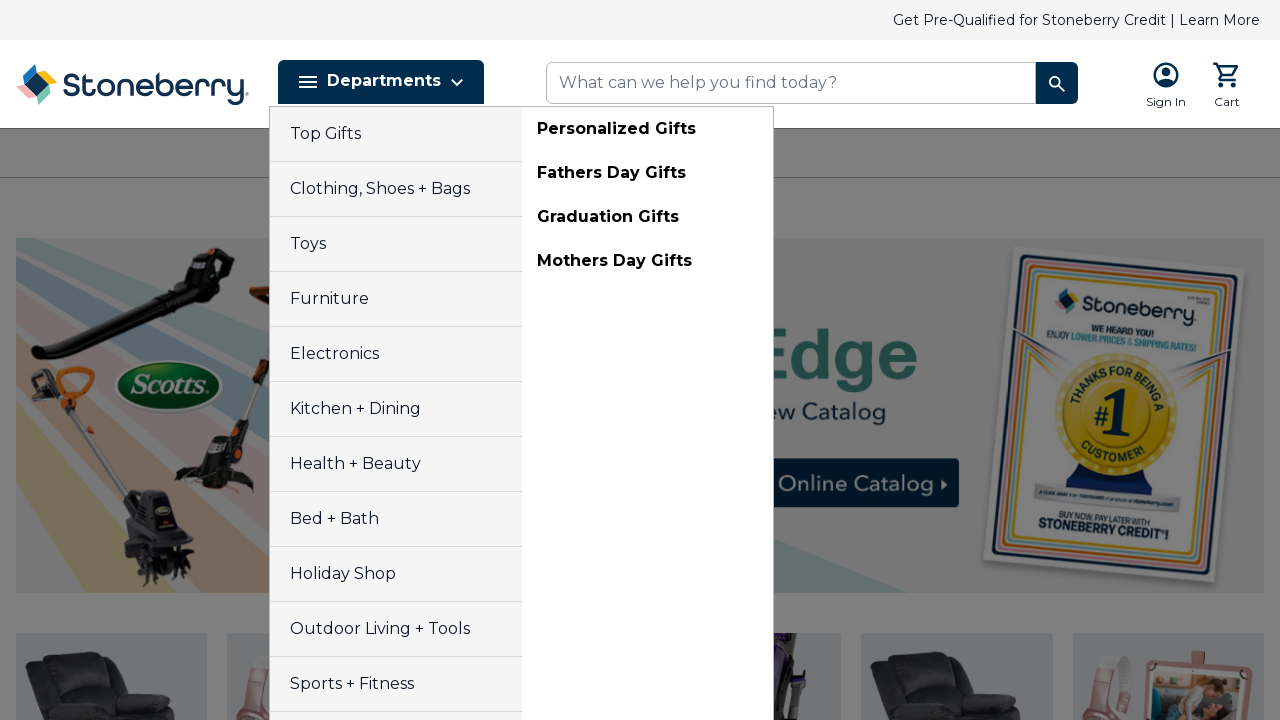 Get Pre-Qualified for Stoneberry Credit | Learn More
Stoneberry
Departments
What can we help you find today?
Sign In
Cart
Top Gifts
Clothing, Shoes + Bags
Toys
Furniture
Electronics
Kitchen + Dining
Health + Beauty
Bed + Bath
Holiday Shop
Outdoor Living + Tools
Sports + Fitness
Personalized Gifts
Fathers Day Gifts
Graduation Gifts
Mothers Day Gifts
Scotts
Edge
ew Catalog
Online Catalog
Stoneberry
WE HEARD YOU!
ENJOY LOWER PRICES & SHIPPING RATES!
THANKS FOR BEING A
#1
CUSTOMER!
BUY NOW, PAY LATER WITH
STONEBERRY CREDIT®!